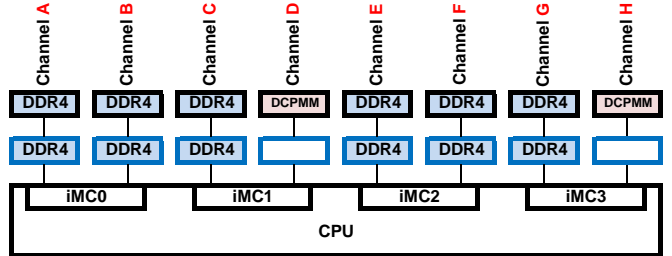 Channel A Channel B Channel C Channel D Channel E Channel F Channel G Channel H
DDR4 DDR4 DDR4 DCPMM DDR4 DDR4 DDR4 DCPMM
DDR4 DDR4 DDR4 DDR4 DDR4 DDR4
iMC0 iMC1 iMC2 iMC3
CPU